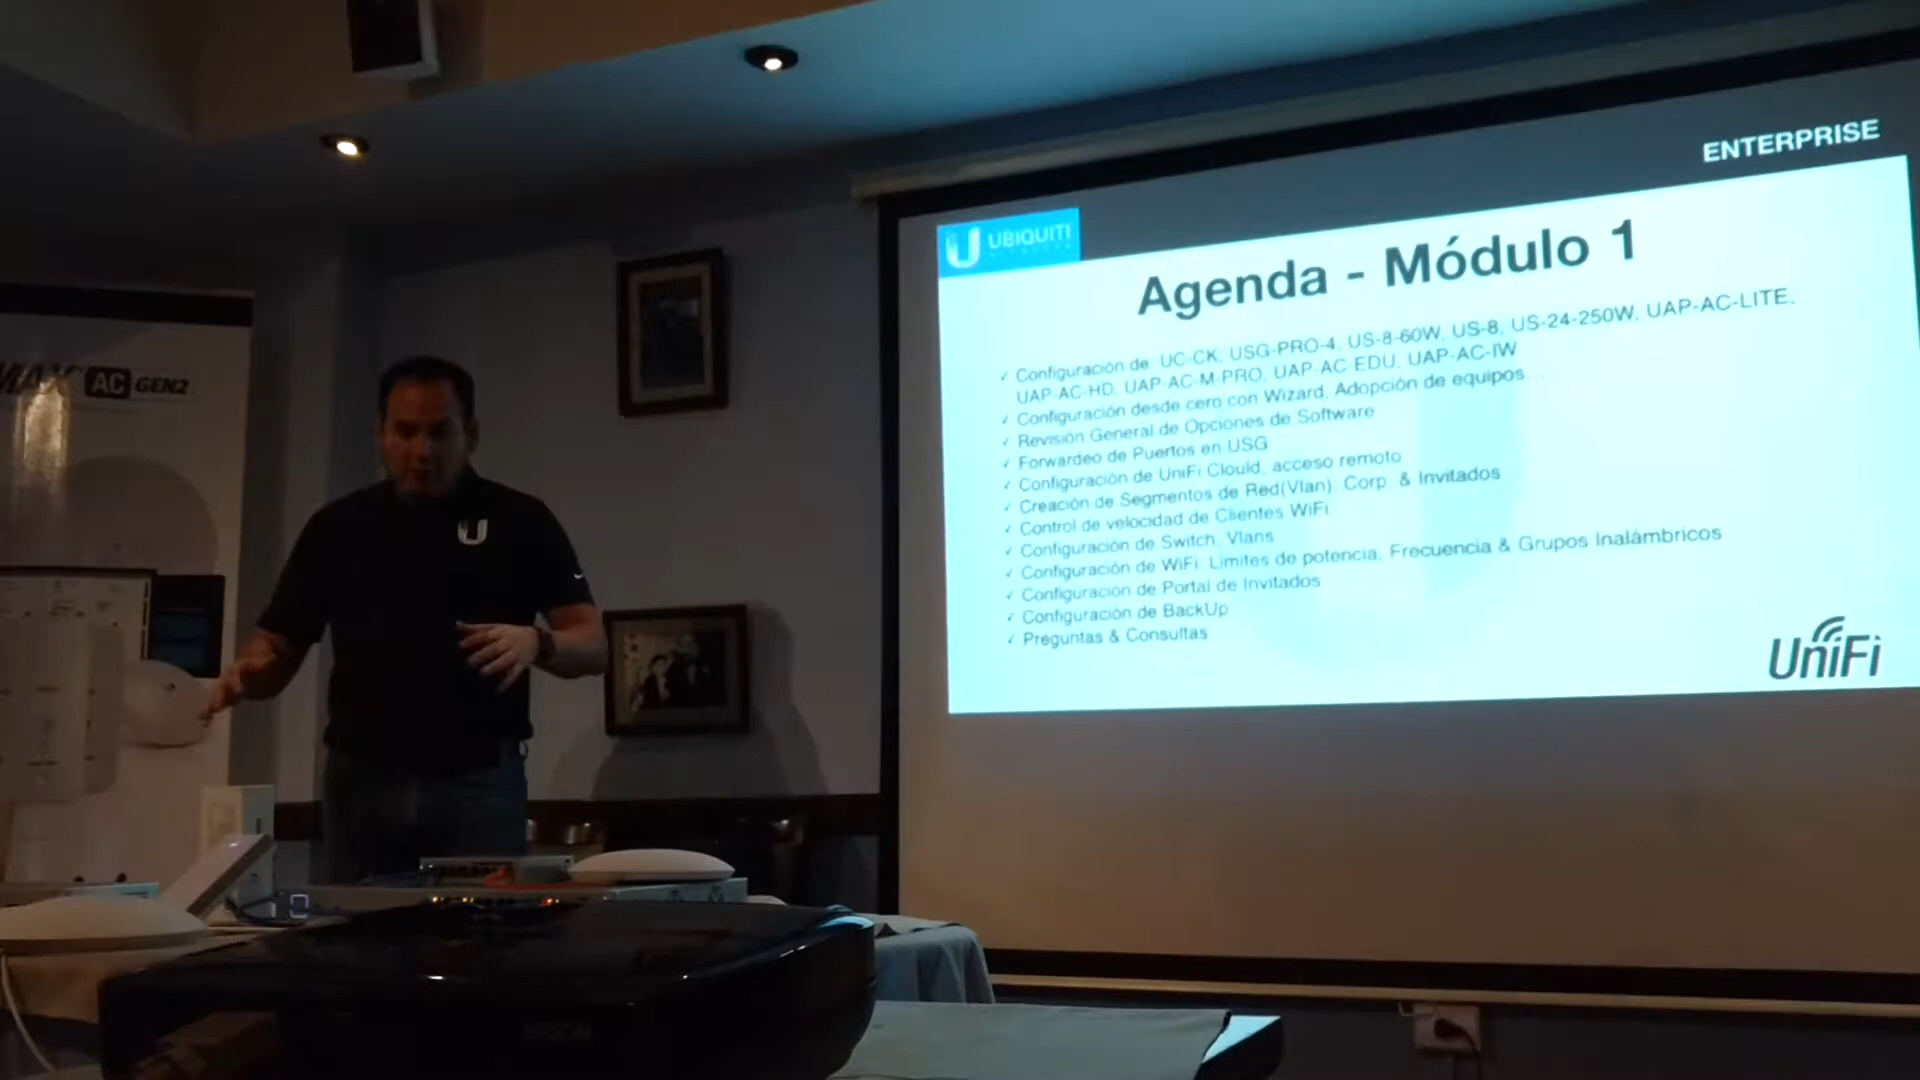 ENTERPRISE
UBIQUITI
Agenda - Módulo 1
✓ Configuración de: UC-CK, USG-PRO-4, US-8-60W, US-8, US-24-250W, UAP-AC-LITE,
UAP-AC-HD, UAP-AC-M-PRO, UAP-AC-EDU, UAP-AC-IW
✓ Configuración desde cero con Wizard, Adopción de equipos
✓ Revisión General de Opciones de Software
✓ Forwardeo de Puertos en USG
✓ Configuración de UniFi Clould, acceso remoto
✓ Creación de Segmentos de Red(Vlan): Corp. & Invitados
✓ Control de velocidad de Clientes WiFi
✓ Configuración de Switch, Vlans
✓ Configuración de WiFi: Limites de potencia, Frecuencia & Grupos Inalámbricos
✓ Configuración de Portal de Invitados
✓ Configuración de BackUp
✓ Preguntas & Consultas
UniFi
AC GEN2
U
EPSON